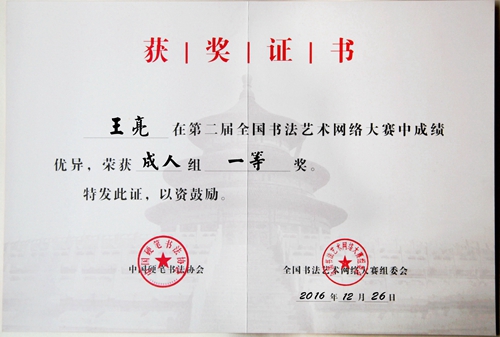 获|奖|证|书
王亮 在第二届全国书法艺术网络大赛中成绩
优异，荣获 成人 组 一等 奖。
特发此证，以资鼓励。
中国硬笔书法协会
全国书法艺术网络大赛组委会
2016 年 12 月 26 日